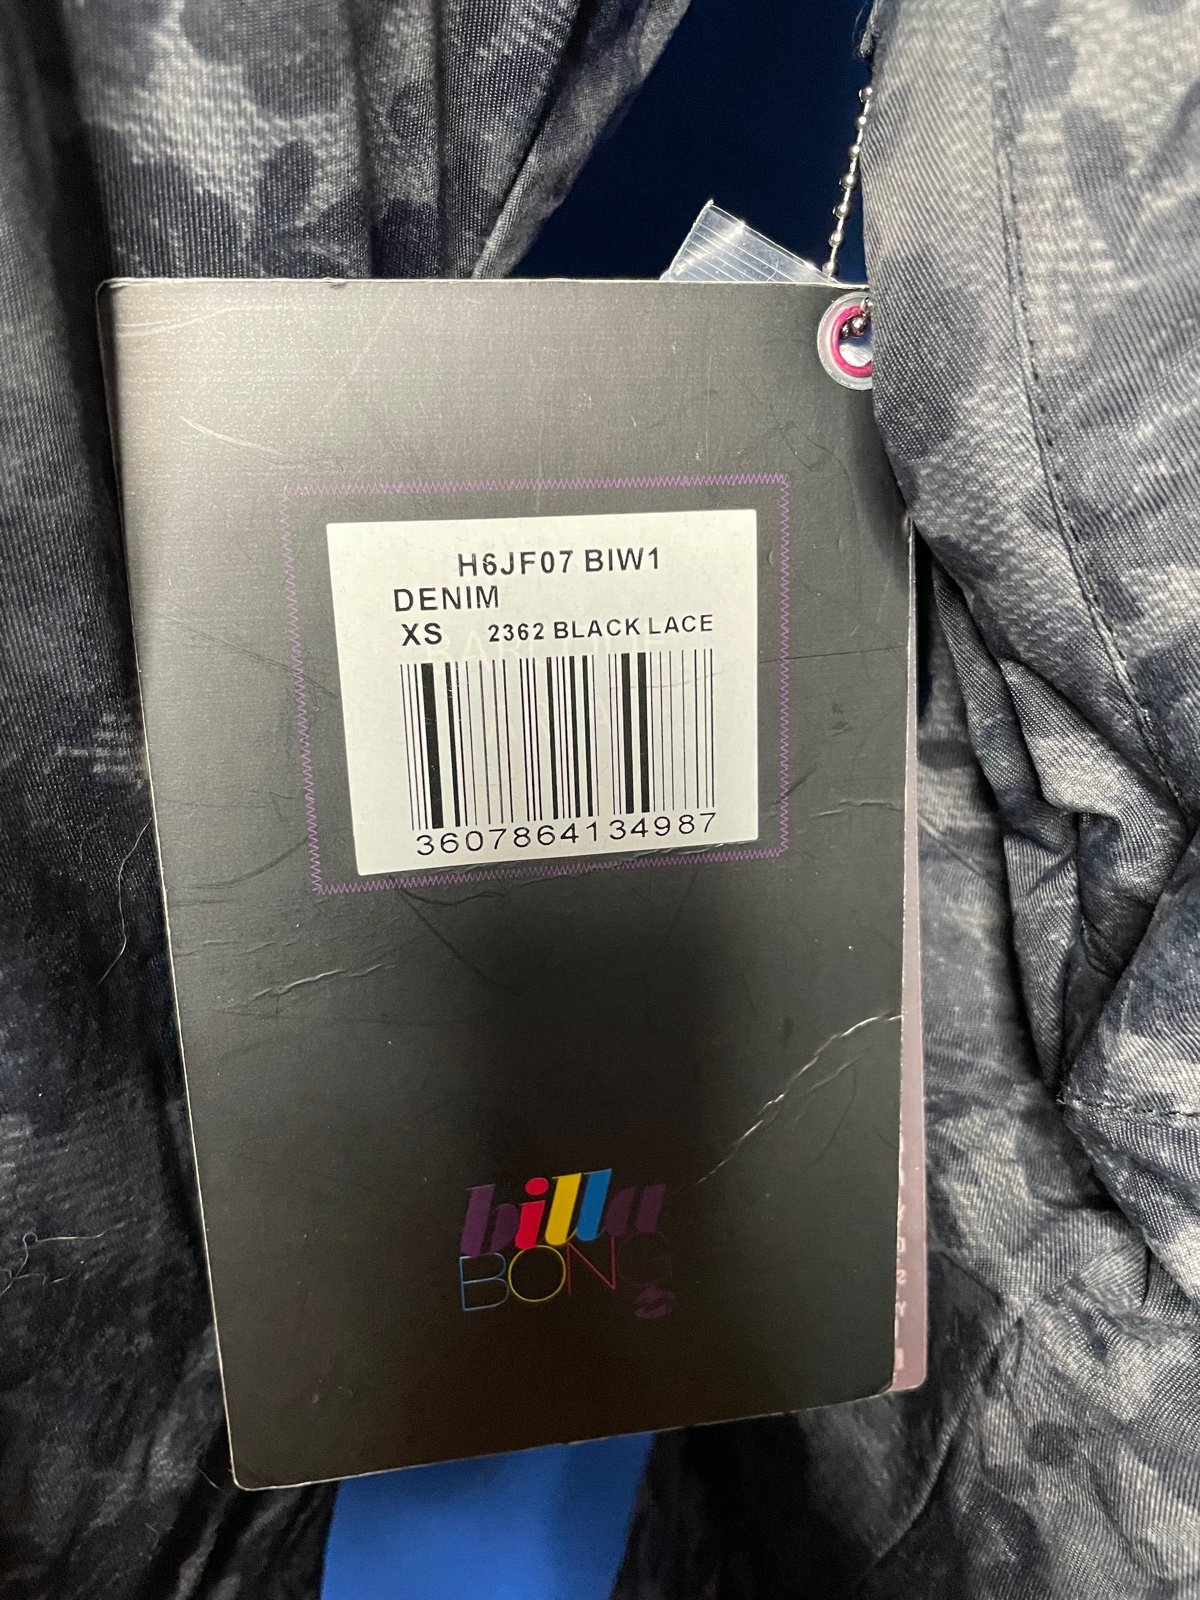 H6JF07 BIW1
DENIM
XS 2362 BLACK LACE
3607864134987
billa
BONG